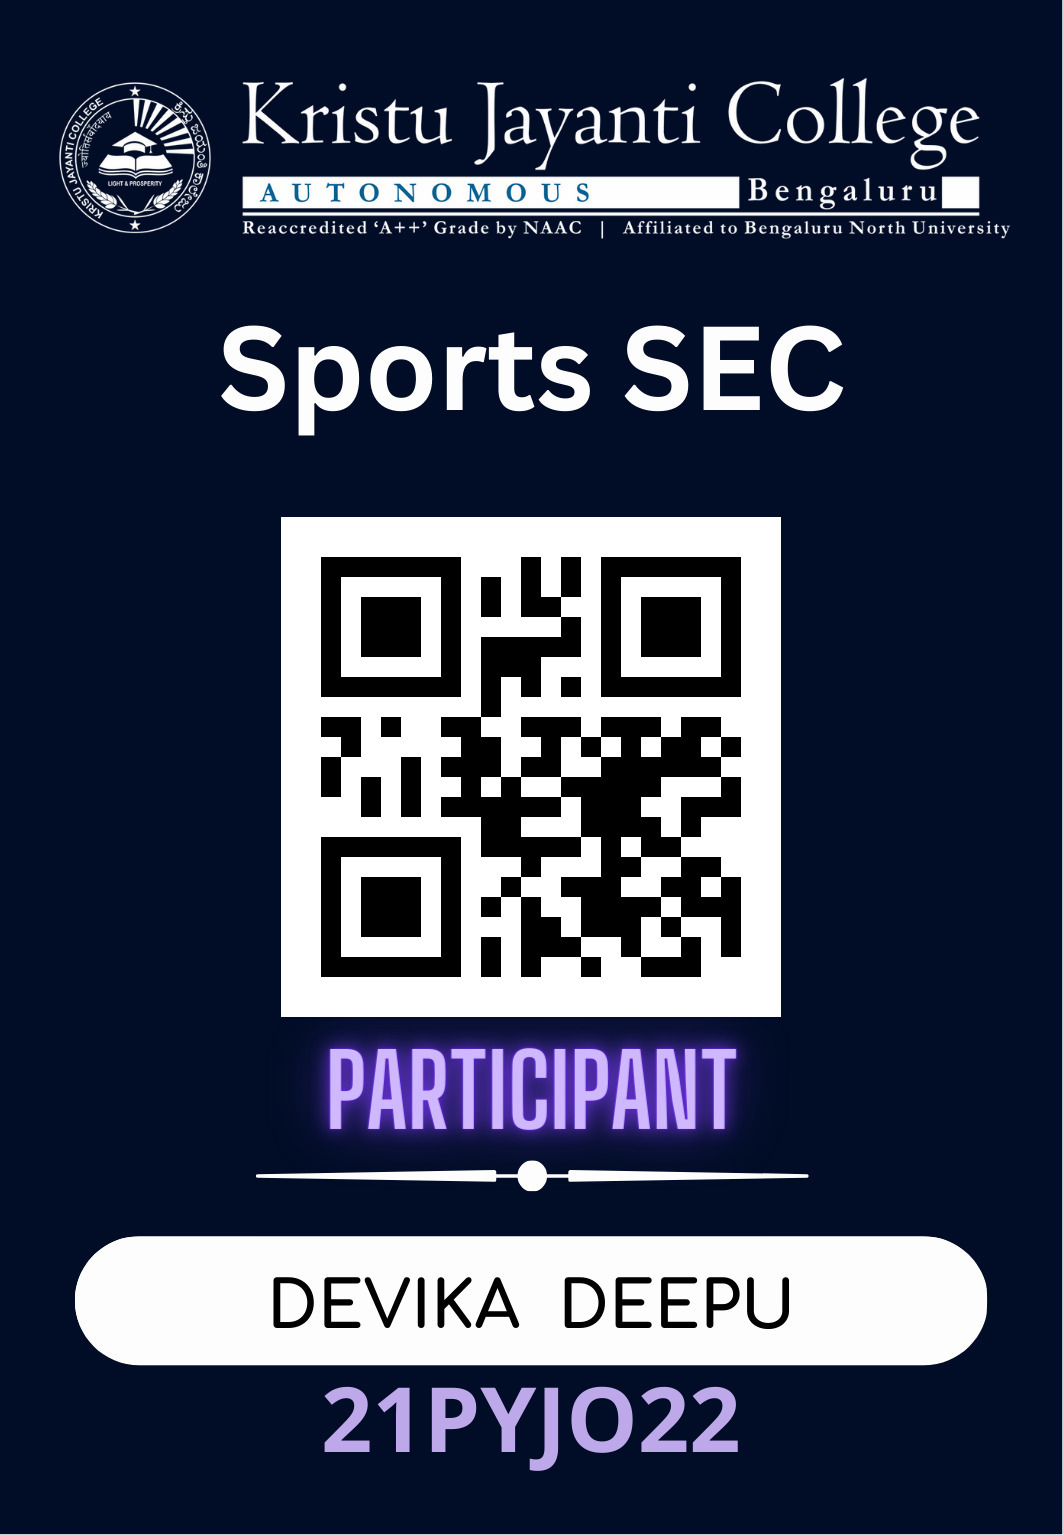 KRISTU JAYANTI COLLEGE
ज्योतिसंवादयाय
LIGHT & PROSPERITY
Kristu Jayanti College
AUTONOMOUS Bengaluru
Reaccredited ‘A++’ Grade by NAAC | Affiliated to Bengaluru North University
Sports SEC
PARTICIPANT
DEVIKA DEEPU
21PYJO22